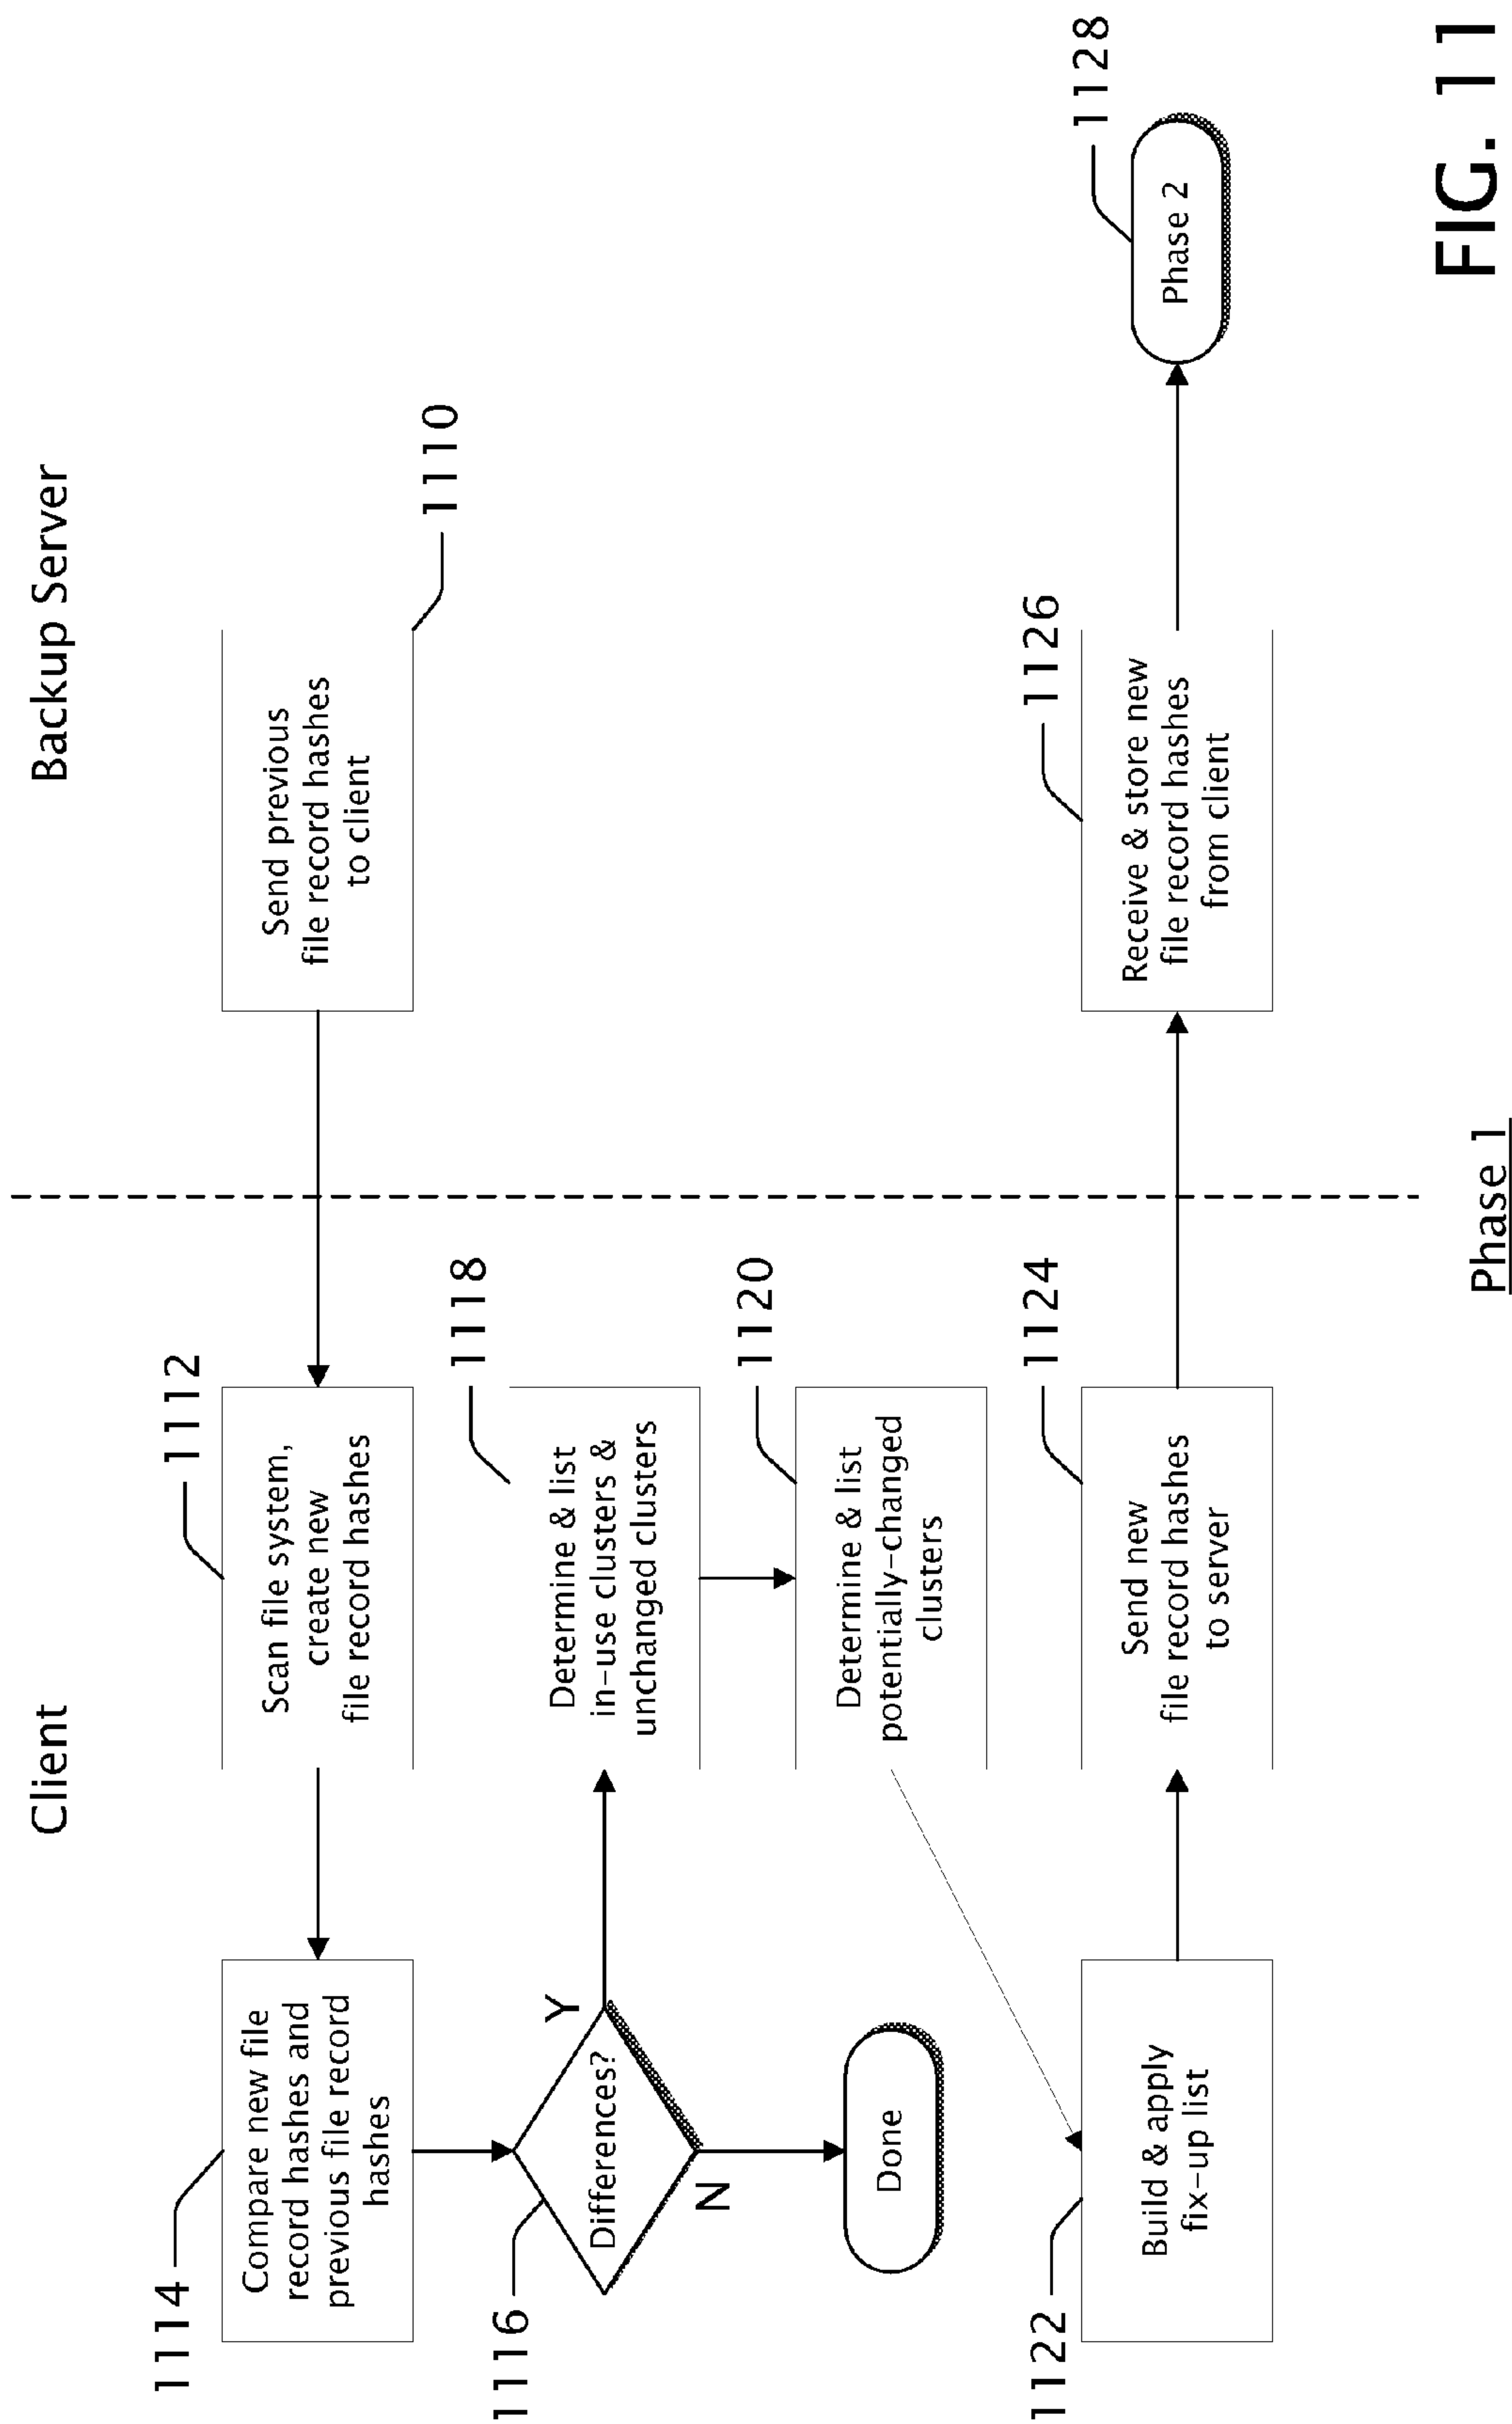 Client
Backup Server
1114
Compare new file
record hashes and
previous file record
hashes
1112
Scan file system,
create new
file record hashes
Send previous
file record hashes
to client
1110
1116
Differences?
Y
N
1118
Determine & list
in-use clusters &
unchanged clusters
Done
1120
Determine & list
potentially-changed
clusters
1122
Build & apply
fix-up list
1124
Send new
file record hashes
to server
1126
Receive & store new
file record hashes
from client
1128
Phase 2
Phase 1
FIG. 11